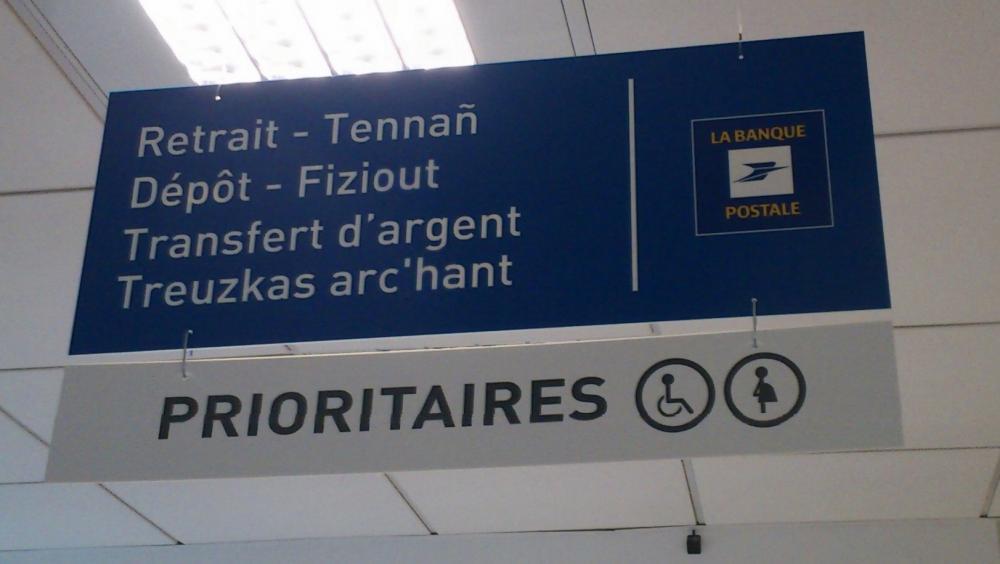 Retrait - Tennañ
Dépôt - Fiziout
Transfert d'argent
Treuzkas arc'hant
LA BANQUE
POSTALE
PRIORITAIRES